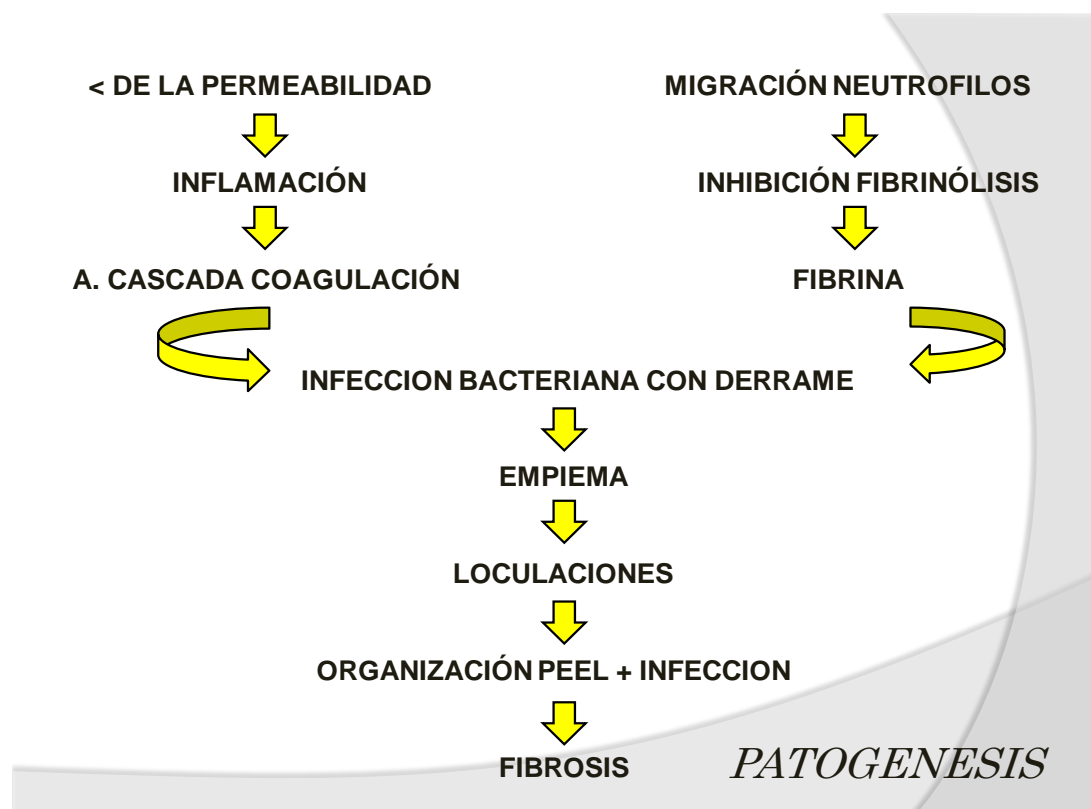 < DE LA PERMEABILIDAD
MIGRACIÓN NEUTROFILOS
INFLAMACIÓN
INHIBICIÓN FIBRINÓLISIS
A. CASCADA COAGULACIÓN
FIBRINA
INFECCION BACTERIANA CON DERRAME
EMPIEMA
LOCULACIONES
ORGANIZACIÓN PEEL + INFECCION
FIBROSIS
PATOGENESIS